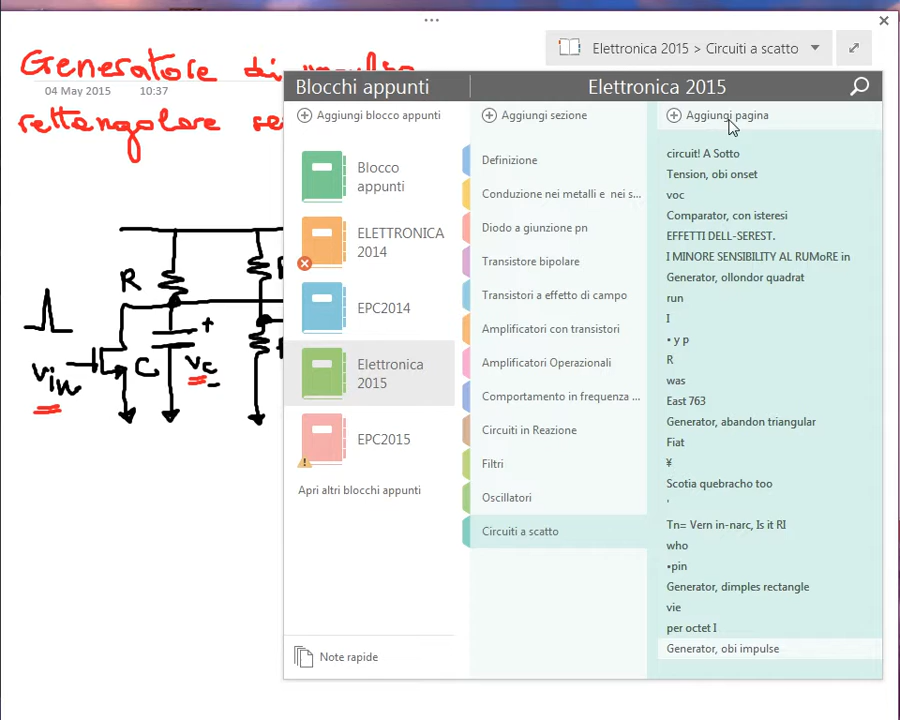 Elettronica 2015 > Circuiti a scatto
Generatore di impulso
04 May 2015 10:37
rettangolare
Blocchi appunti
Elettronica 2015
Aggiungi blocco appunti
Aggiungi sezione
Aggiungi pagina
Blocco
appunti
ELETTRONICA
2014
EPC2014
Elettronica
2015
EPC2015
Apri altri blocchi appunti
Note rapide
Definizione
Conduzione nei metalli e nei s...
Diodo a giunzione pn
Transistore bipolare
Transistori a effetto di campo
Amplificatori con transistori
Amplificatori Operazionali
Comportamento in frequenza ...
Circuiti in Reazione
Filtri
Oscillatori
Circuiti a scatto
circuit! A Sotto
Tension, obi onset
voc
Comparator, con isteresi
EFFETTI DELL-SEREST.
I MINORE SENSIBILITY AL RUMoRE in
Generator, ollondor quadrat
run
I
• y p
R
was
East 763
Generator, abandon triangular
Fiat
¥
Scotia quebracho too
'
Tn= Vern in-narc, Is it RI
who
•pin
Generator, dimples rectangle
vie
per octet I
Generator, obi impulse
R
+
C
vc
vin